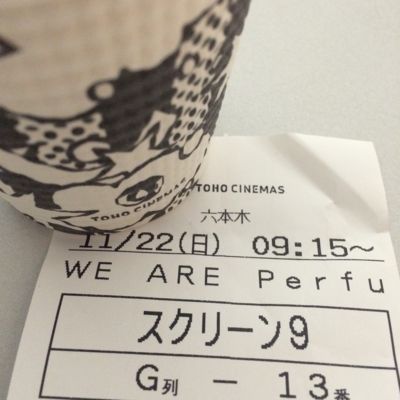 TOHO CINEMAS
TOHO CINEMAS
六本木
11/22(日) 09:15～
WE ARE Perfu
スクリーン9
G列 － 13番